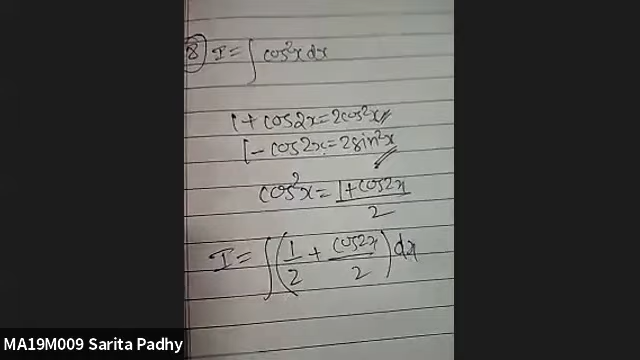 8 I = ∫ cos²x dx
1 + cos2x = 2cos²x
1 - cos2x = 2sin²x
cos²x = 1+cos2x / 2
I = ∫ (1/2 + cos2x/2) dx
MA19M009 Sarita Padhy